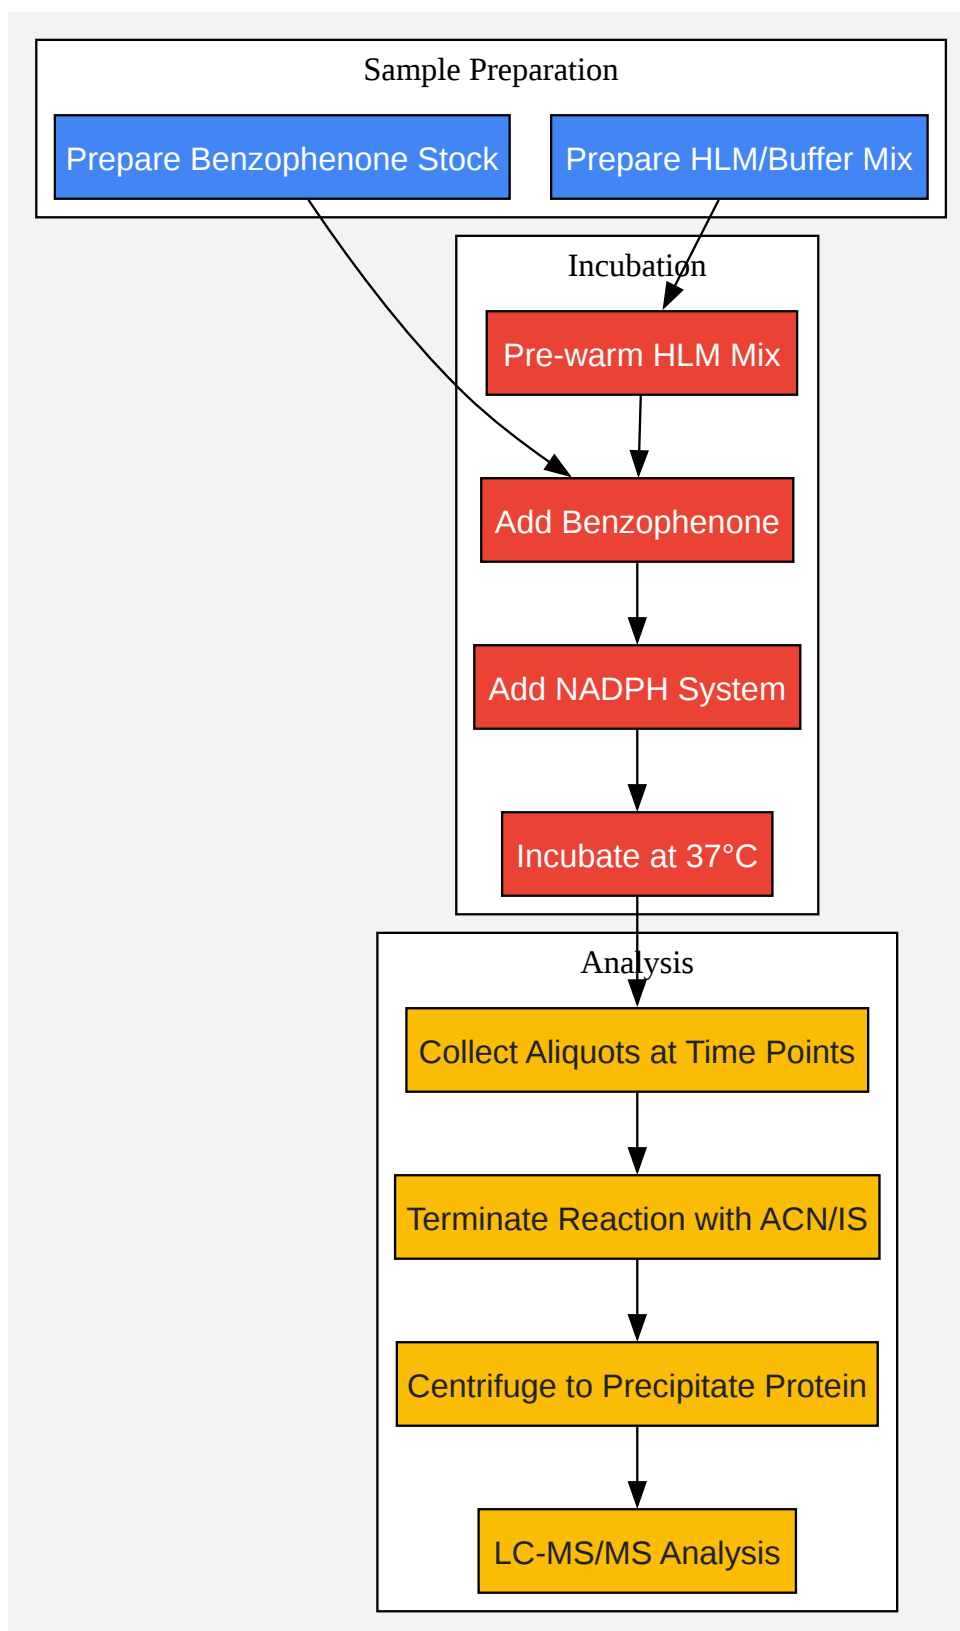 Sample Preparation
Prepare Benzophenone Stock
Prepare HLM/Buffer Mix
Incubation
Pre-warm HLM Mix
Add Benzophenone
Add NADPH System
Incubate at 37°C
Analysis
Collect Aliquots at Time Points
Terminate Reaction with ACN/IS
Centrifuge to Precipitate Protein
LC-MS/MS Analysis